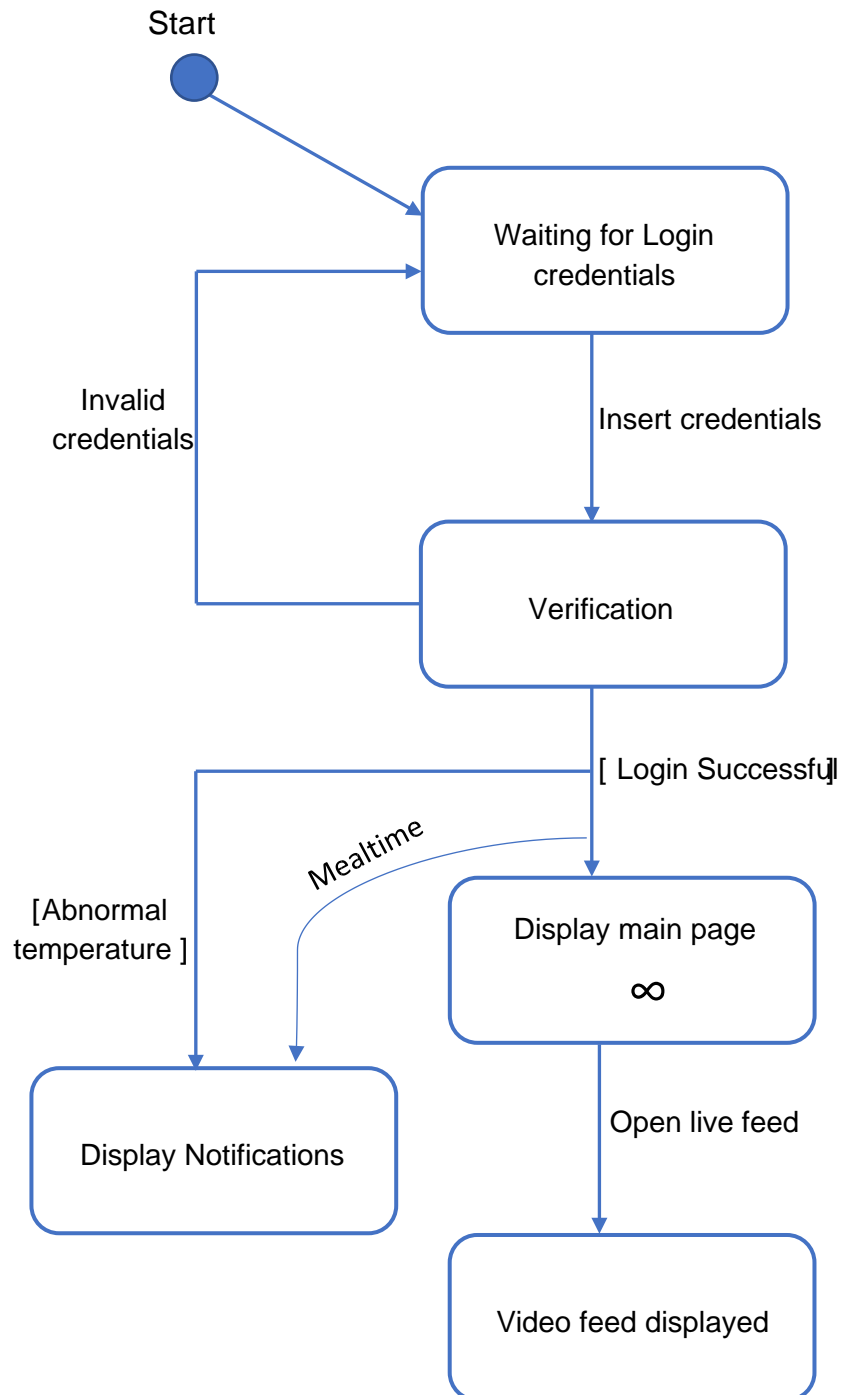 Start
Waiting for Login
credentials
Invalid
credentials
Insert credentials
Verification
[ Login Successful]
Mealtime
[Abnormal
temperature ]
Display main page
∞
Open live feed
Display Notifications
Video feed displayed